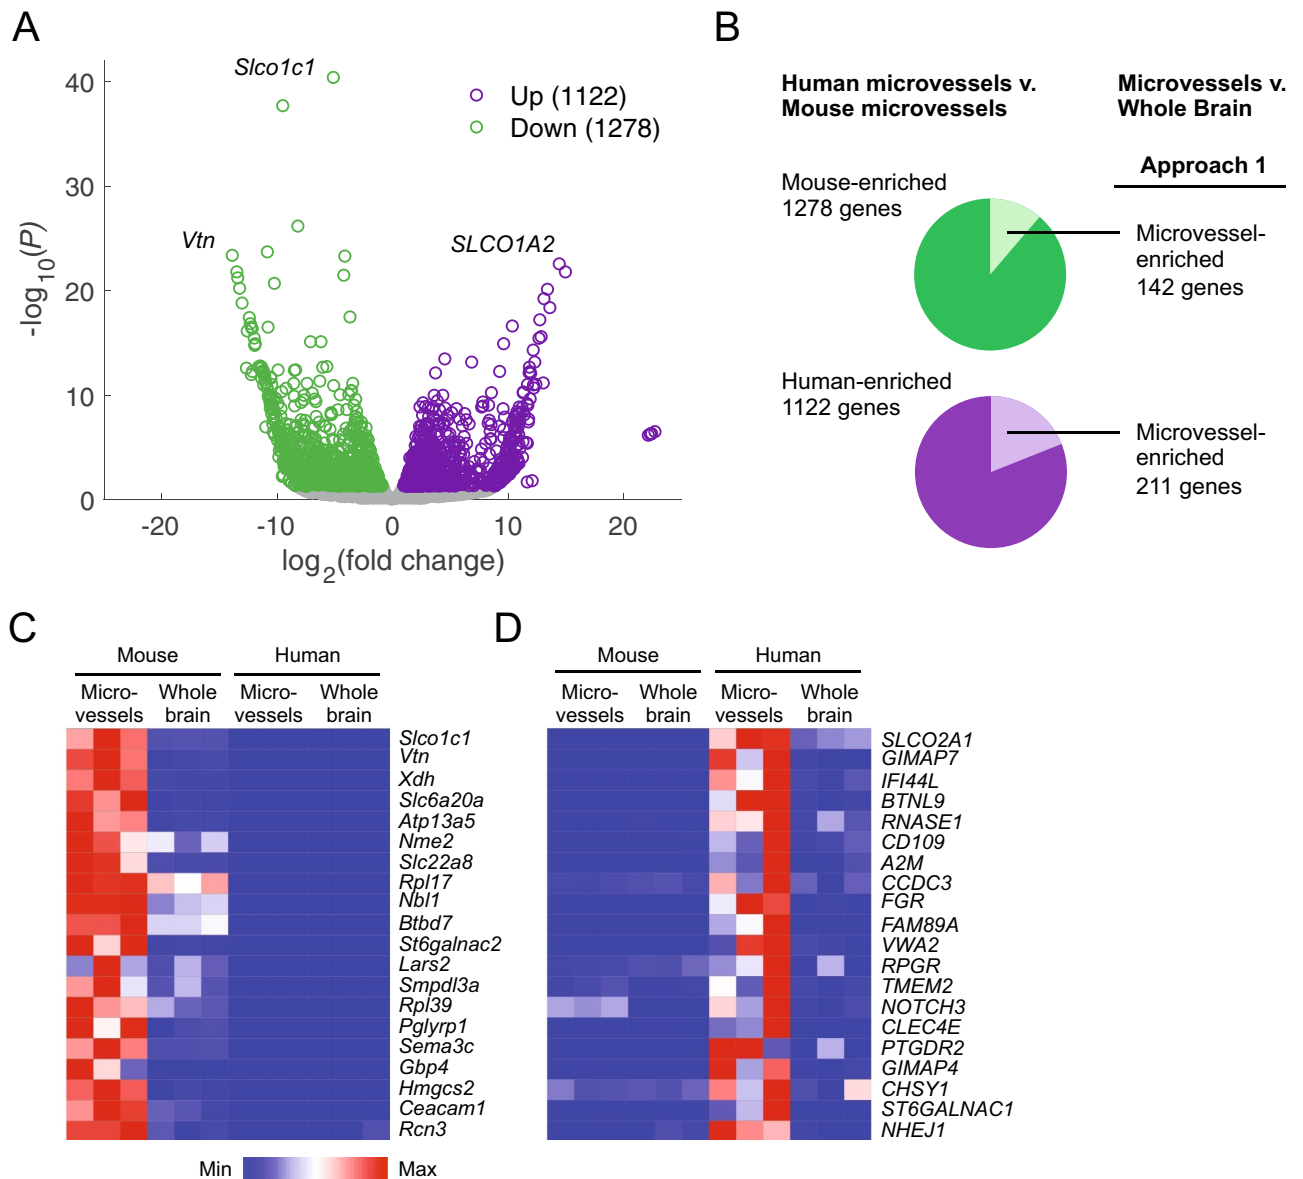 A
Slco1c1
Vtn
SLCO1A2
Up (1122)
Down (1278)
40
30
20
10
0
-log10(P)
-20
-10
0
10
20
log2(fold change)
B
Human microvessels v.
Mouse microvessels
Microvessels v.
Whole Brain
Approach 1
Mouse-enriched
1278 genes
Microvessel-
enriched
142 genes
Human-enriched
1122 genes
Microvessel-
enriched
211 genes
C
Mouse
Human
Micro-
vessels
Whole
brain
Micro-
vessels
Whole
brain
Slco1c1
Vtn
Xdh
Slc6a20a
Atp13a5
Nme2
Slc22a8
Rpl17
Nbl1
Btbd7
St6galnac2
Lars2
Smpdl3a
Rpl39
Pglyrp1
Sema3c
Gbp4
Hmgcs2
Ceacam1
Rcn3
Min
Max
D
Mouse
Human
Micro-
vessels
Whole
brain
Micro-
vessels
Whole
brain
SLCO2A1
GIMAP7
IFI44L
BTNL9
RNASE1
CD109
A2M
CCDC3
FGR
FAM89A
VWA2
RPGR
TMEM2
NOTCH3
CLEC4E
PTGDR2
GIMAP4
CHSY1
ST6GALNAC1
NHEJ1